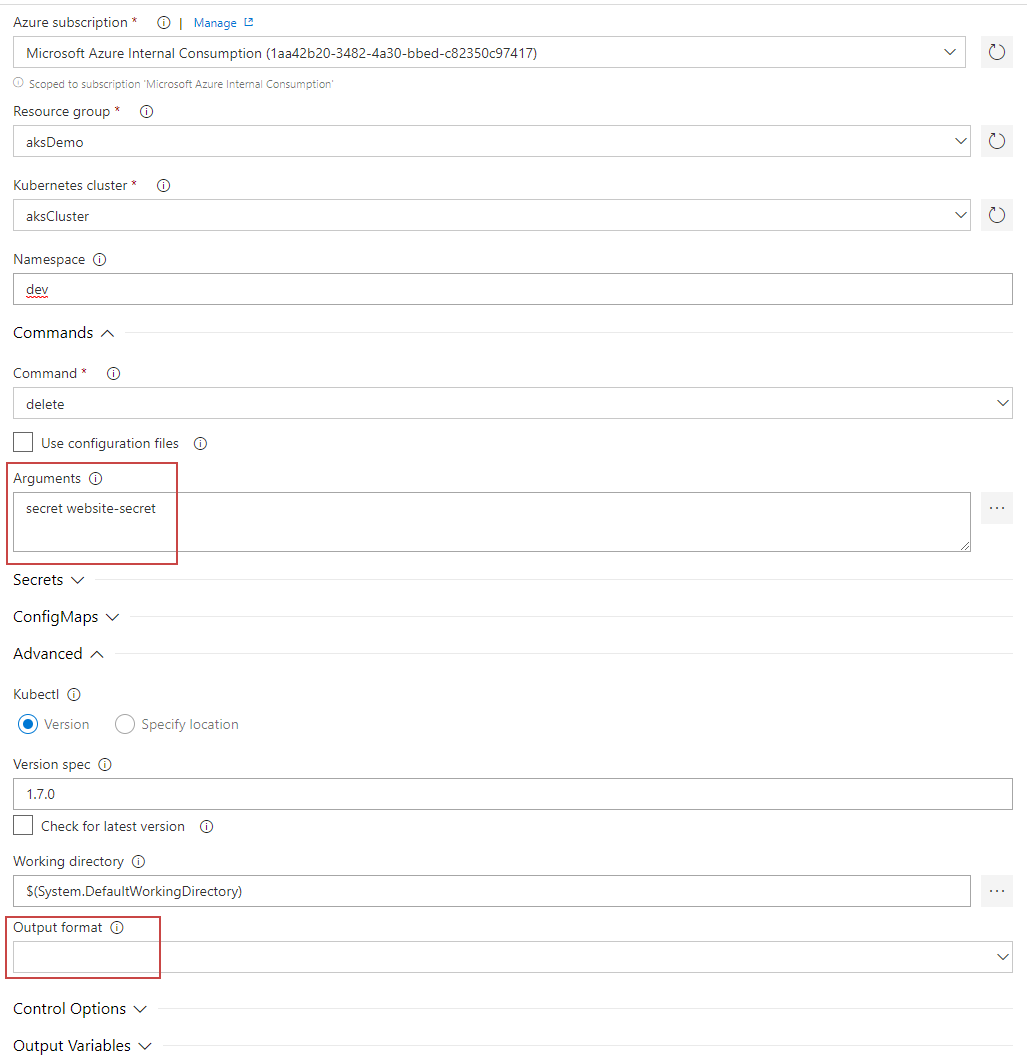 Azure subscription * | Manage
Microsoft Azure Internal Consumption (1aa42b20-3482-4a30-bbed-c82350c97417)
Scoped to subscription 'Microsoft Azure Internal Consumption'
Resource group *
aksDemo
Kubernetes cluster *
aksCluster
Namespace
dev
Commands
Command *
delete
Use configuration files
Arguments
secret website-secret
...
Secrets
ConfigMaps
Advanced
Kubectl
Version Specify location
Version spec
1.7.0
Check for latest version
Working directory
$(System.DefaultWorkingDirectory) ...
Output format
Control Options
Output Variables